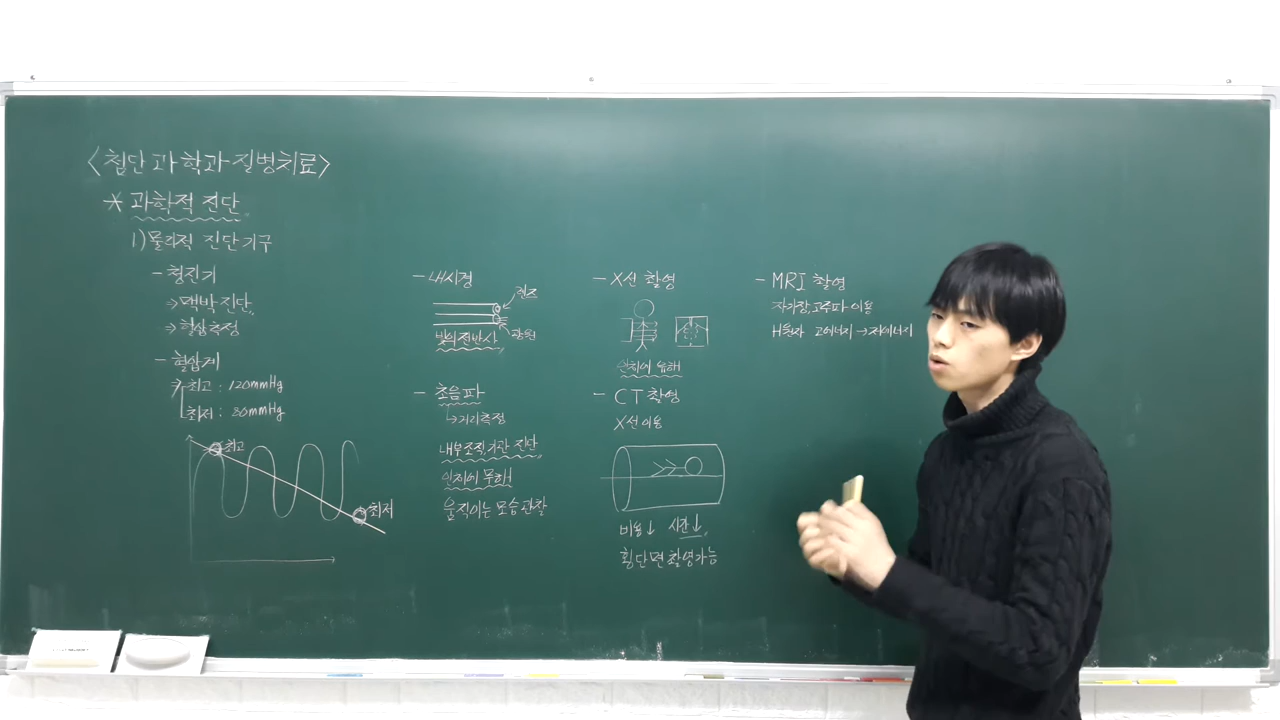 <첨단과학과 질병치료>
* 과학적 진단
1) 물리적 진단기구
- 청진기
→ 맥박 진단,
→ 혈압측정
- 혈압계
최고 : 120mmHg
최저 : 80mmHg
최고
최저
- 내시경
렌즈
광원
빛의 전반사
- 초음파
↳거리측정
내부조직, 기관 진단,
인체에 무해
움직이는 모습 관찰
- X선 촬영
인체에 유해
- CT 촬영
X선 이용
비용↓ 시간↓
횡단면 촬영가능
- MRI 촬영
자기장, 고주파 이용
H원자 고에너지 → 저에너지